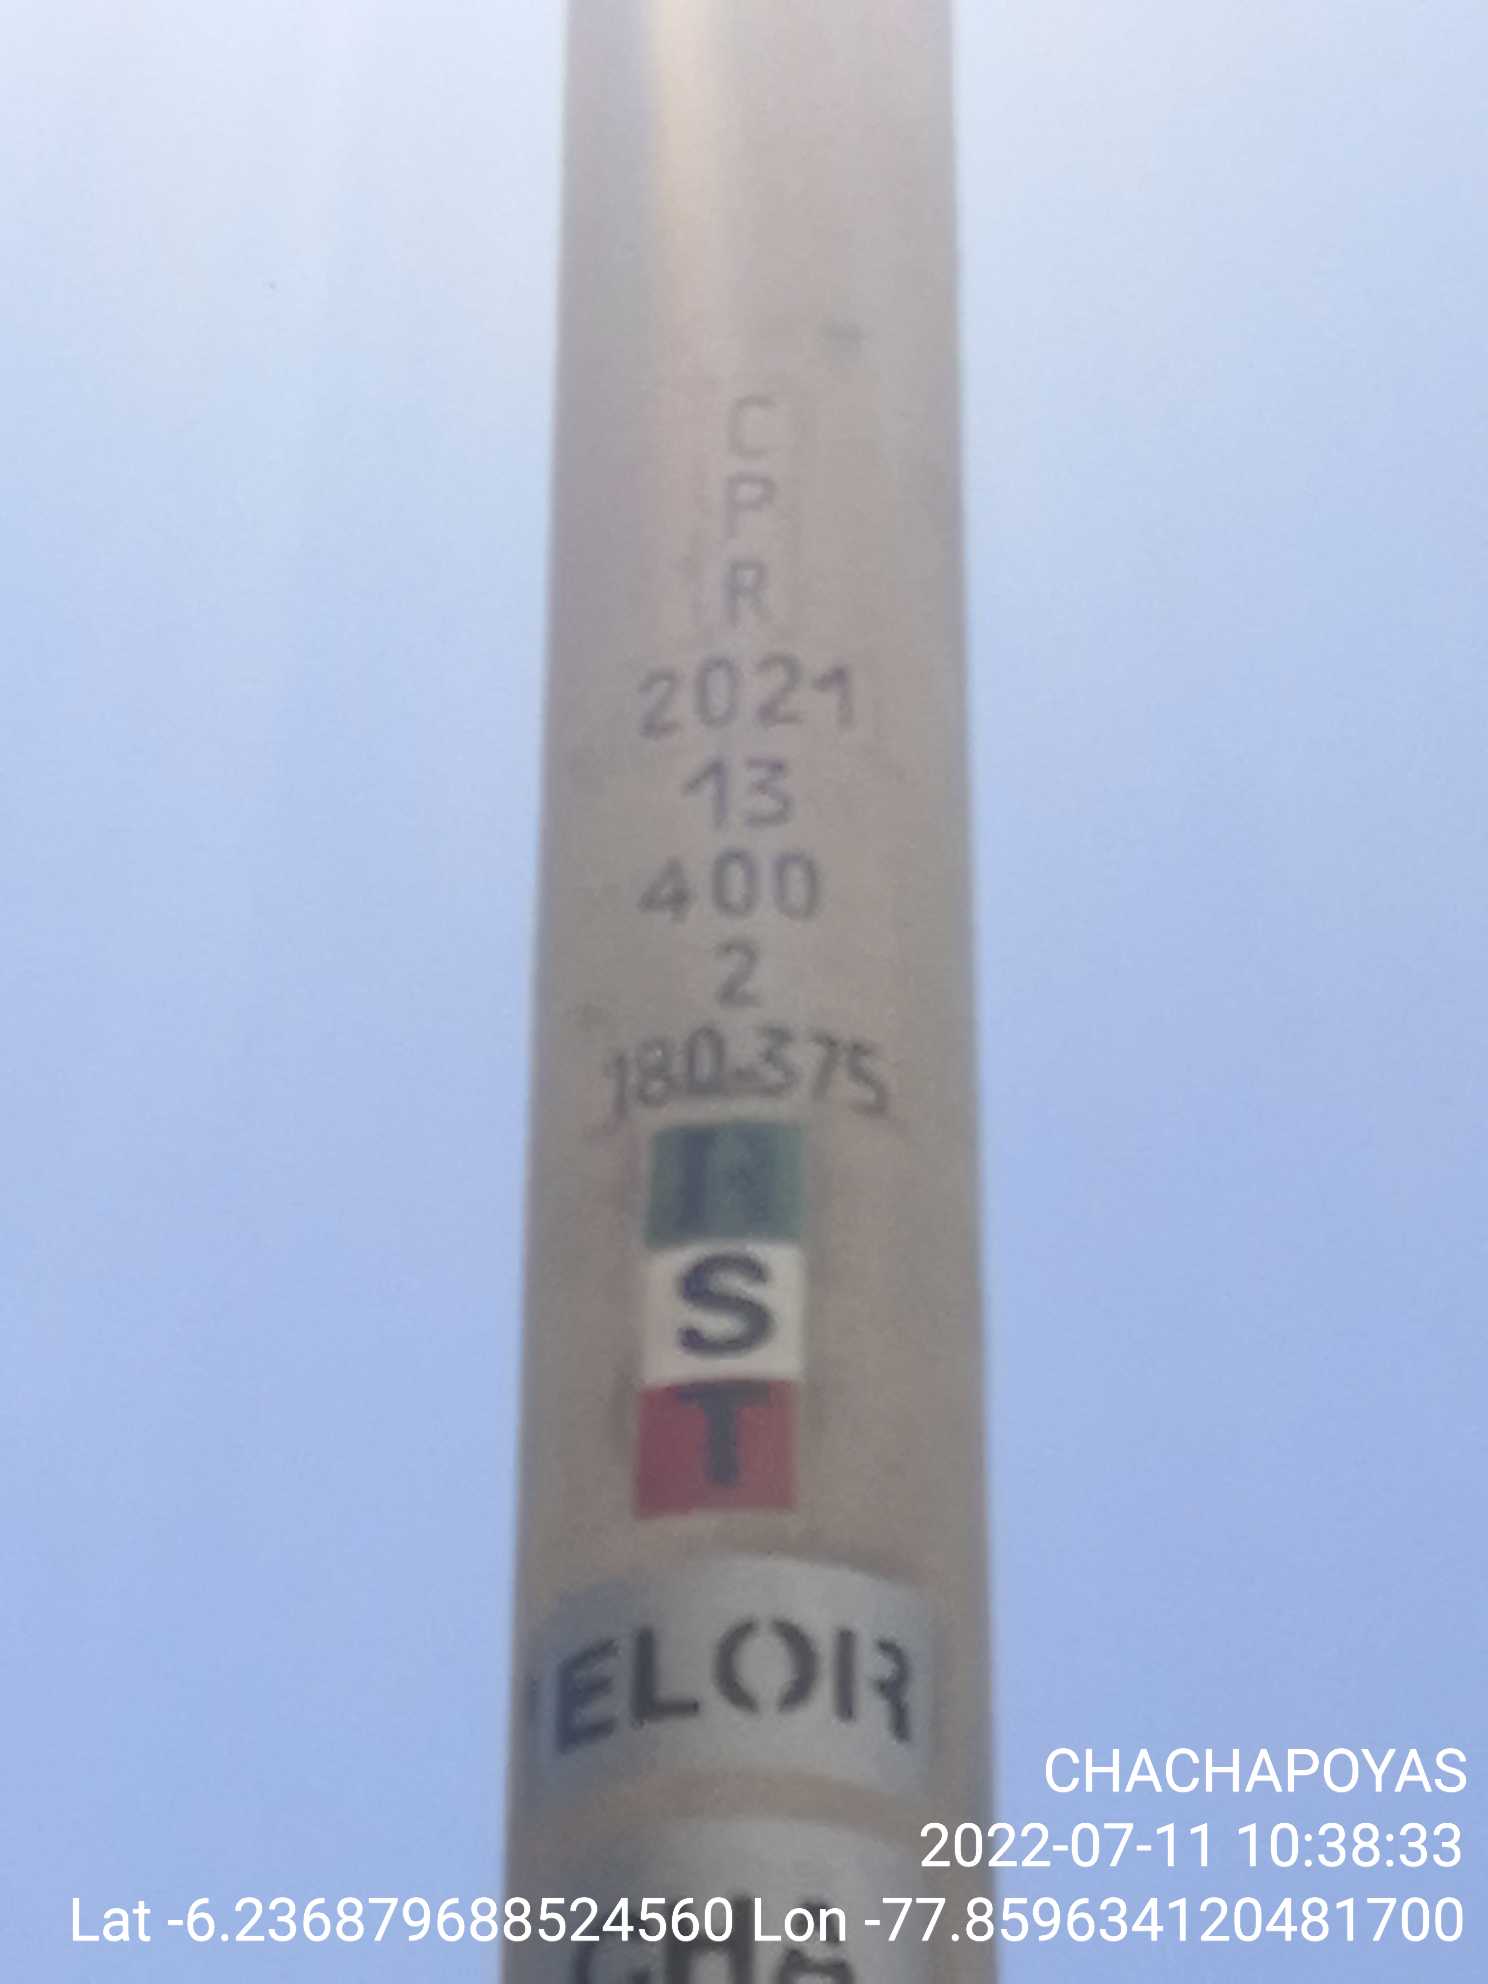 C
P
R
2021
13
400
2
180-375
S
T
ELOR
CHACHAPOYAS
2022-07-11 10:38:33
Lat -6.236879688524560 Lon -77.859634120481700